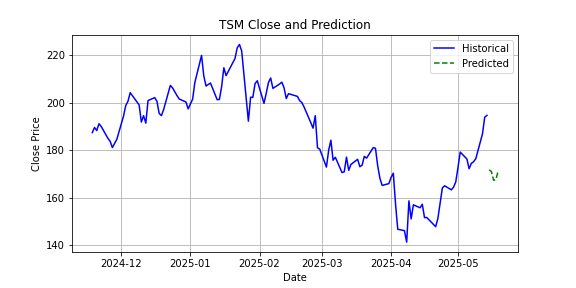 TSM Close and Prediction
Historical
Predicted
Close Price
220
200
180
160
140
2024-12
2025-01
2025-02
2025-03
2025-04
2025-05
Date